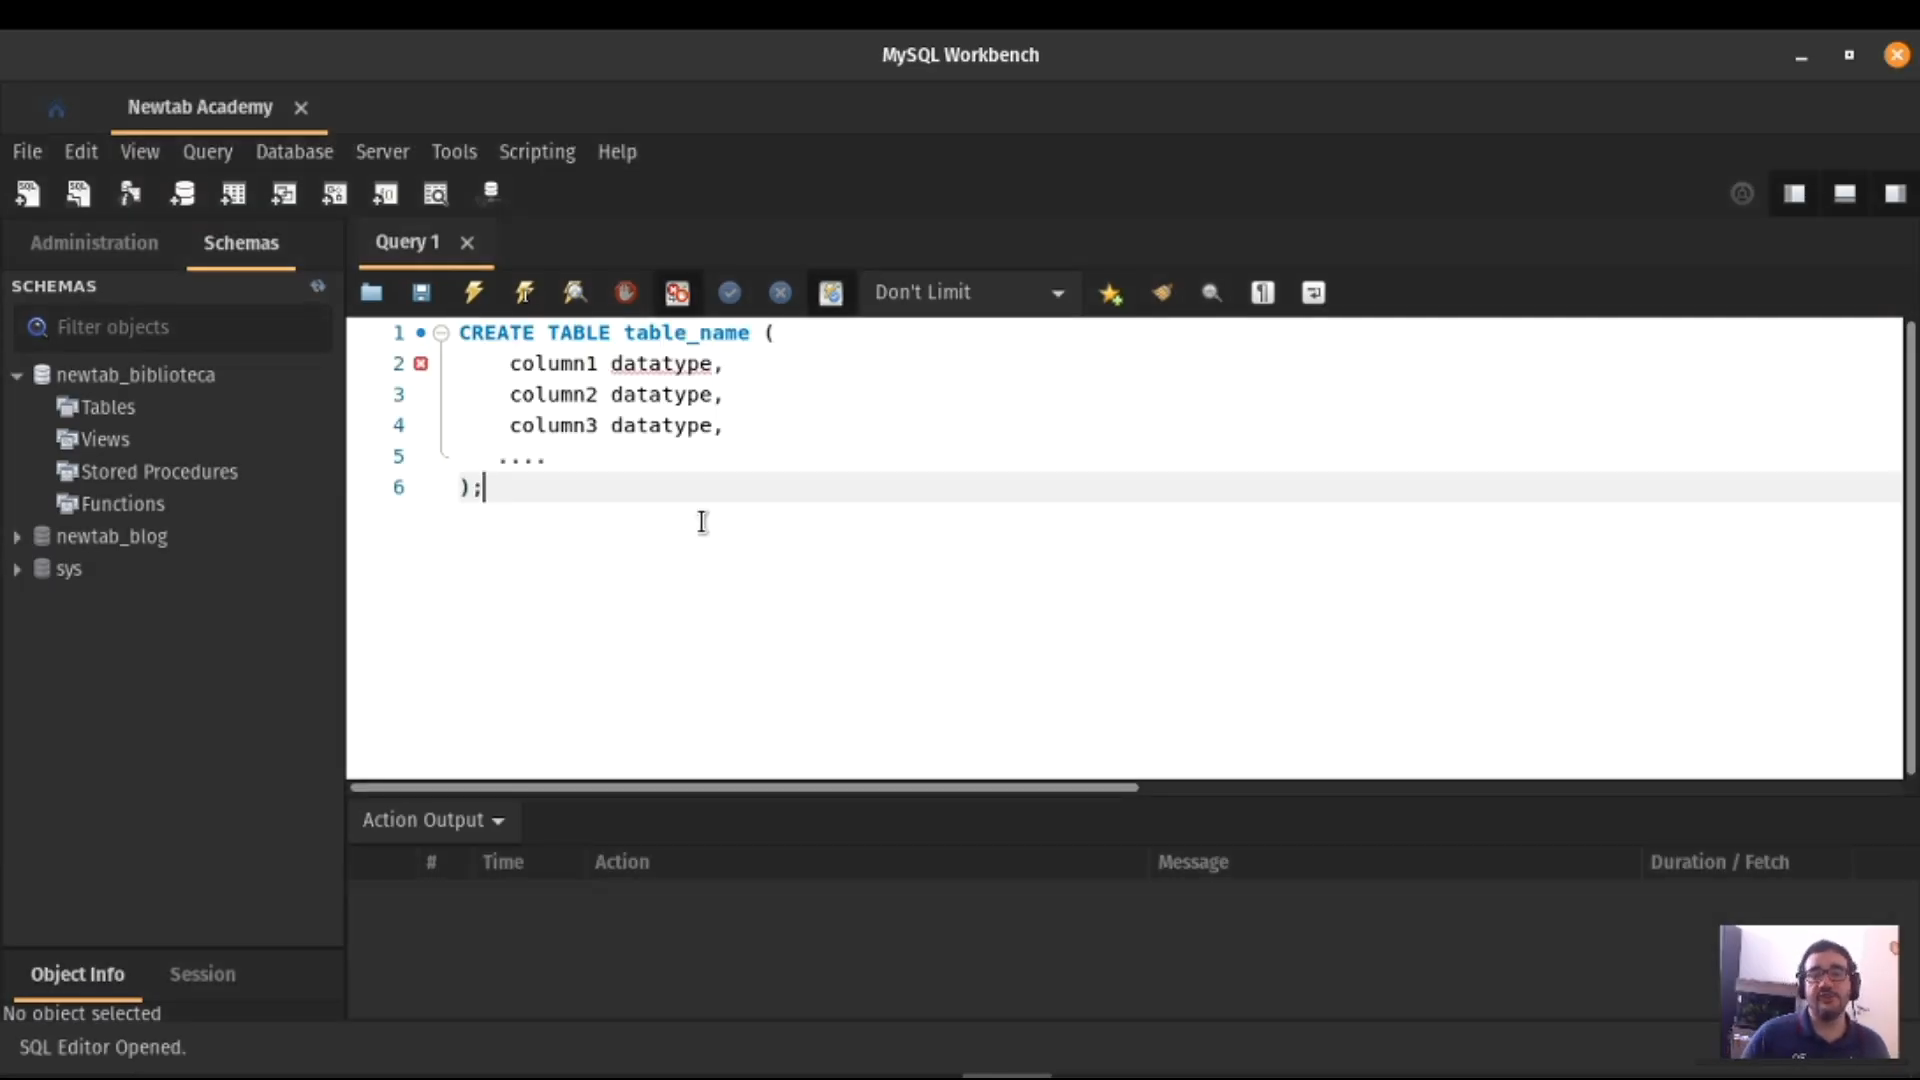 MySQL Workbench
Newtab Academy
File Edit View Query Database Server Tools Scripting Help
Administration Schemas
Query 1
SCHEMAS
Don't Limit
Filter objects
newtab_biblioteca
Tables
Views
Stored Procedures
Functions
newtab_blog
sys
1 CREATE TABLE table_name (
2 column1 datatype,
3 column2 datatype,
4 column3 datatype,
5 ....
6 );
Action Output
# Time Action Message Duration / Fetch
Object Info Session
No object selected
SQL Editor Opened.